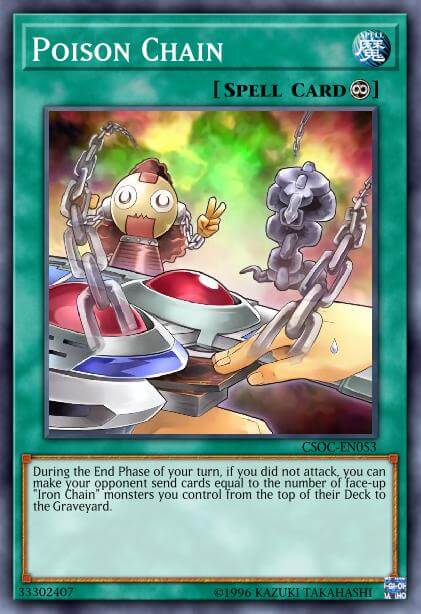 Poison Chain
[Spell Card]
CSOC-EN053
During the End Phase of your turn, if you did not attack, you can
make your opponent send cards equal to the number of face-up
"Iron Chain" monsters you control from the top of their Deck to
the Graveyard.
33302407
©1996 KAZUKI TAKAHASHI